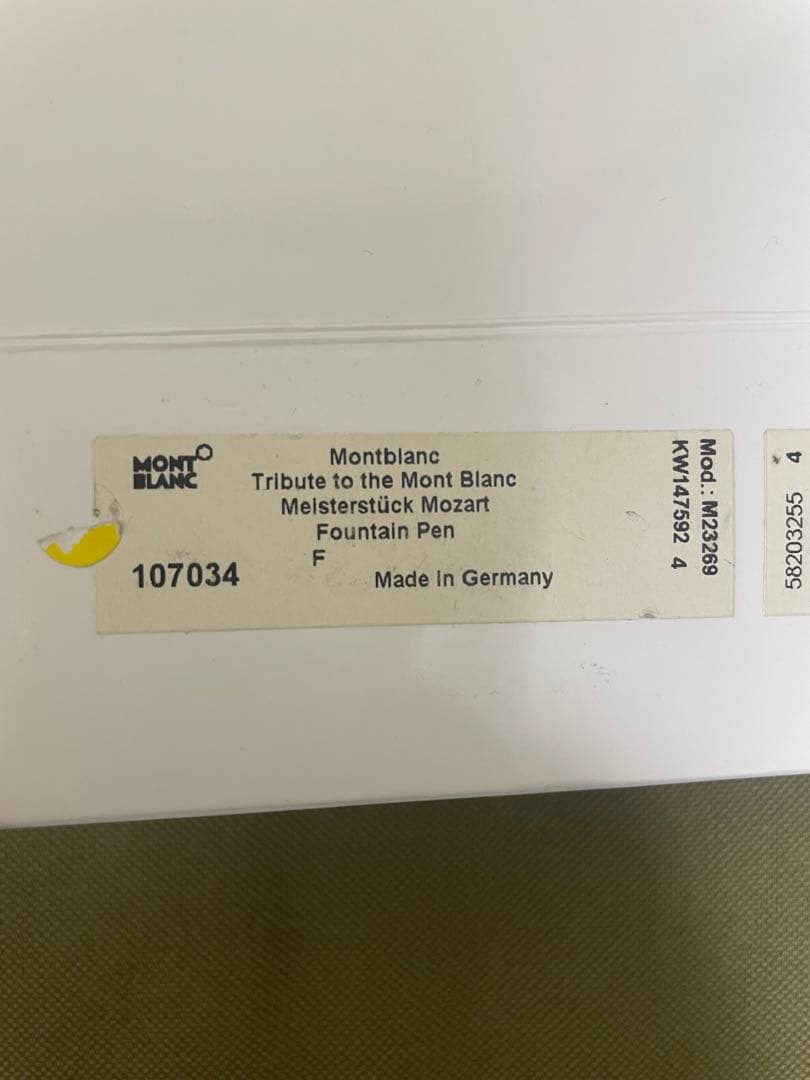 MONT
BLANC
Montblanc
Tribute to the Mont Blanc
Meisterstück Mozart
Fountain Pen
F
107034
Made in Germany
Mod.: M23269
KW147592 4
58203255 4